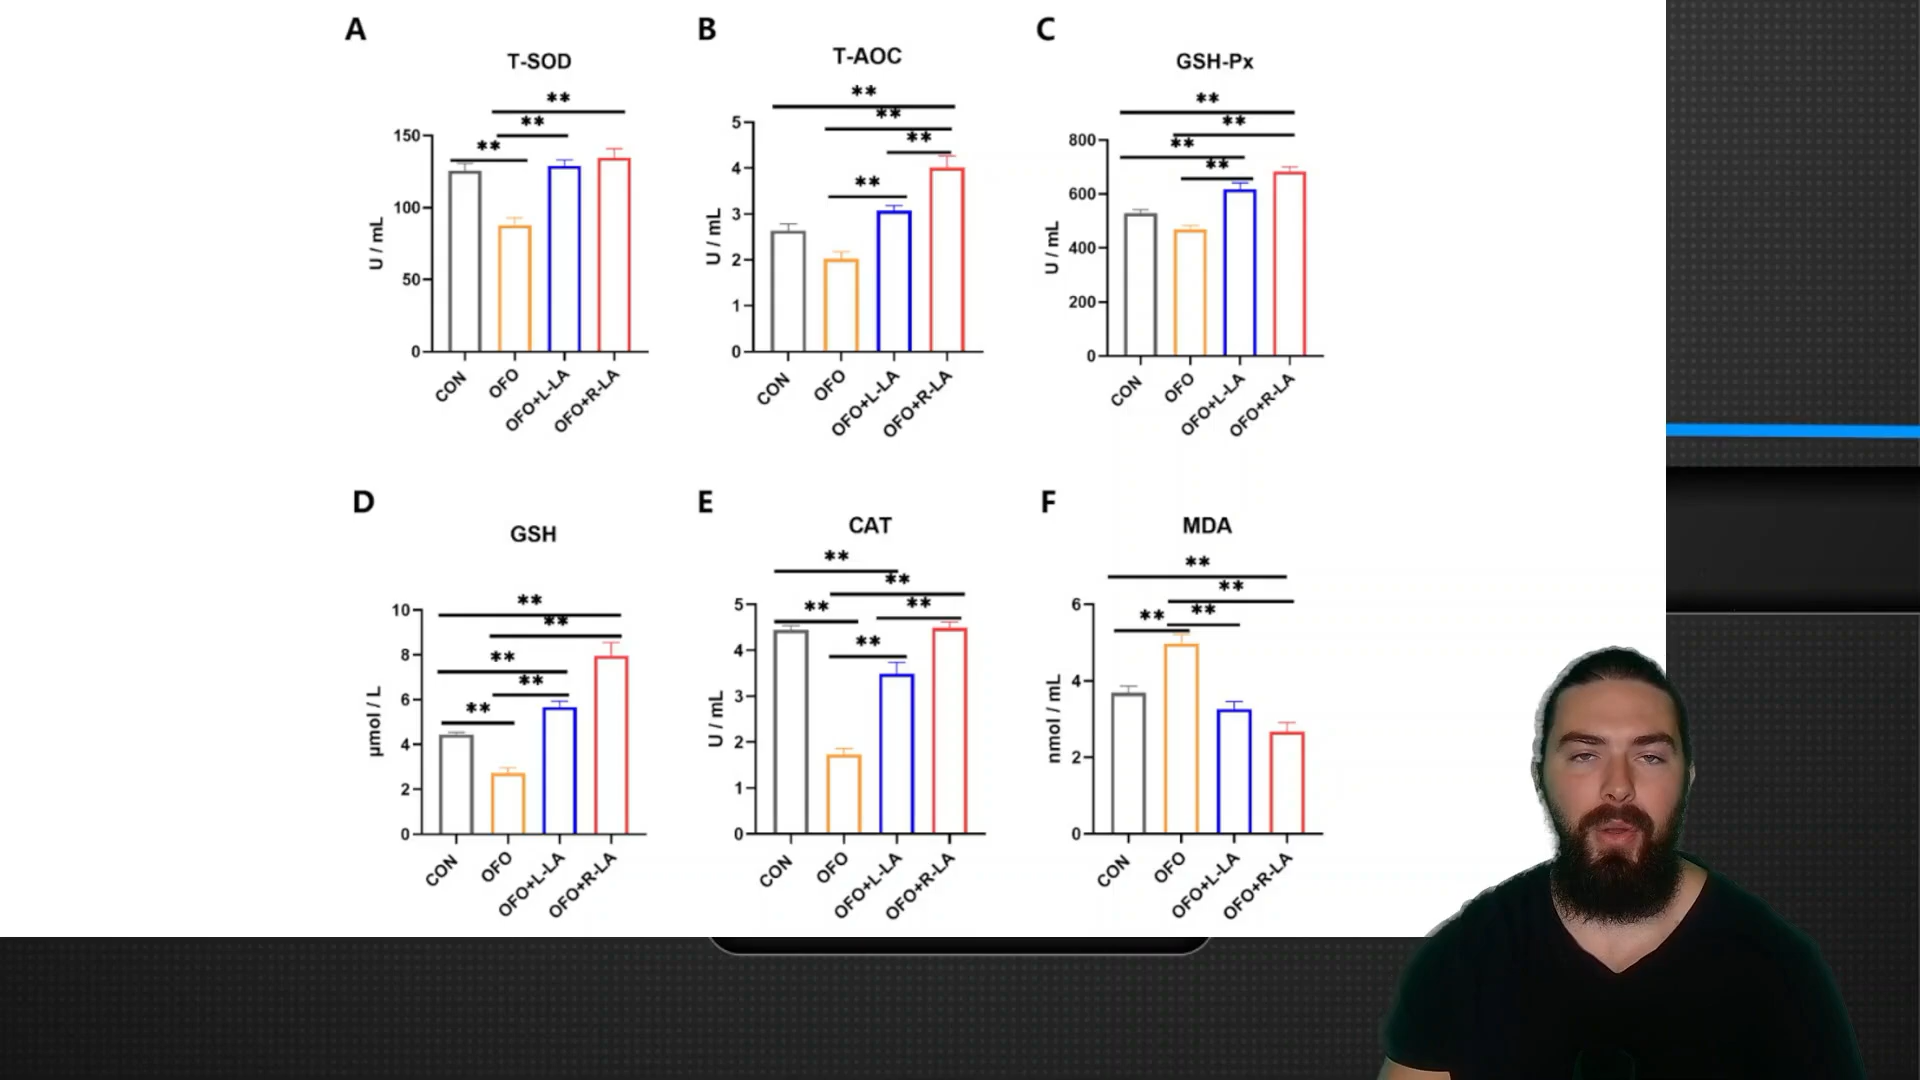 A
T-SOD
**
**
**
150
100
50
0
U / mL
CON
OFO
OFO+L-LA
OFO+R-LA
B
T-AOC
**
**
**
**
5
4
3
2
1
0
U / mL
CON
OFO
OFO+L-LA
OFO+R-LA
C
GSH-Px
**
**
**
**
800
600
400
200
0
U / mL
CON
OFO
OFO+L-LA
OFO+R-LA
D
GSH
**
**
**
**
**
10
8
6
4
2
0
μmol / L
CON
OFO
OFO+L-LA
OFO+R-LA
E
CAT
**
**
**
**
**
5
4
3
2
1
0
U / mL
CON
OFO
OFO+L-LA
OFO+R-LA
F
MDA
**
**
**
**
6
4
2
0
nmol / mL
CON
OFO
OFO+L-LA
OFO+R-LA